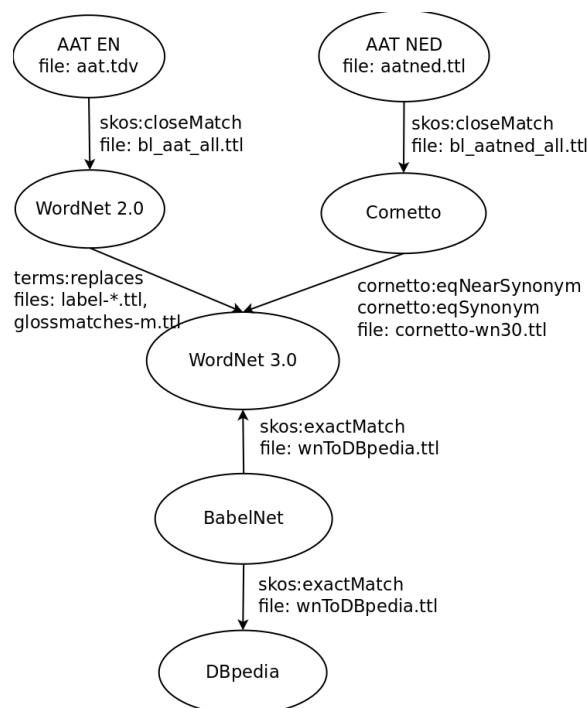 AAT EN
file: aat.tdv
AAT NED
file: aatned.ttl
skos:closeMatch
file: bl_aat_all.ttl
skos:closeMatch
file: bl_aatned_all.ttl
WordNet 2.0
Cornetto
terms:replaces
files: label-*.ttl,
glossmatches-m.ttl
cornetto:eqNearSynonym
cornetto:eqSynonym
file: cornetto-wn30.ttl
WordNet 3.0
skos:exactMatch
file: wnToDBpedia.ttl
BabelNet
skos:exactMatch
file: wnToDBpedia.ttl
DBpedia